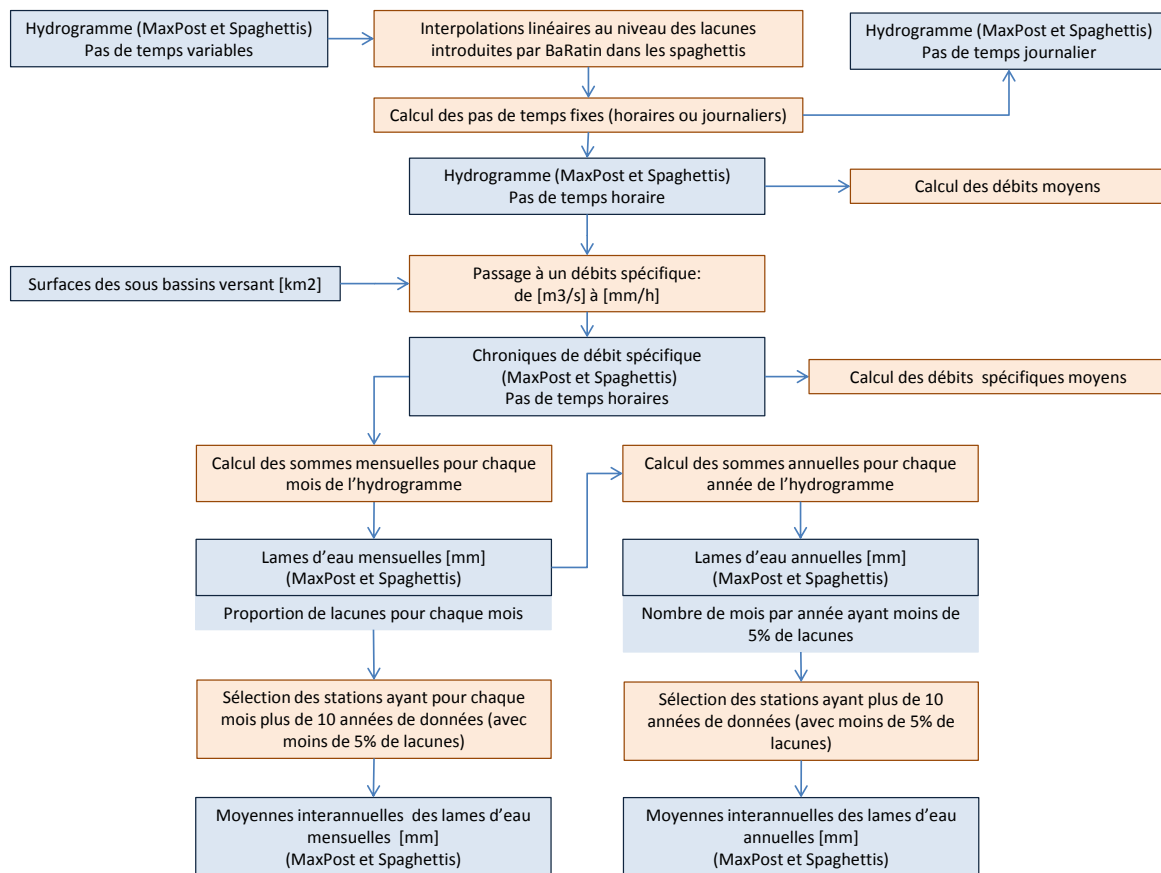 Hydrogramme (MaxPost et Spaghettis)
Pas de temps variables
Interpolations linéaires au niveau des lacunes
introduites par BaRatin dans les spaghettis
Hydrogramme (MaxPost et Spaghettis)
Pas de temps journalier
Calcul des pas de temps fixes (horaires ou journaliers)
Hydrogramme (MaxPost et Spaghettis)
Pas de temps horaire
Calcul des débits moyens
Surfaces des sous bassins versant [km2]
Passage à un débits spécifique:
de [m3/s] à [mm/h]
Chroniques de débit spécifique
(MaxPost et Spaghettis)
Pas de temps horaires
Calcul des débits spécifiques moyens
Calcul des sommes mensuelles pour chaque
mois de l'hydrogramme
Calcul des sommes annuelles pour chaque
année de l'hydrogramme
Lames d'eau mensuelles [mm]
(MaxPost et Spaghettis)
Proportion de lacunes pour chaque mois
Lames d'eau annuelles [mm]
(MaxPost et Spaghettis)
Nombre de mois par année ayant moins de
5% de lacunes
Sélection des stations ayant pour chaque
mois plus de 10 années de données (avec
moins de 5% de lacunes)
Sélection des stations ayant plus de 10
années de données (avec moins de 5% de
lacunes)
Moyennes interannuelles des lames d'eau
mensuelles [mm]
(MaxPost et Spaghettis)
Moyennes interannuelles des lames d'eau
annuelles [mm]
(MaxPost et Spaghettis)